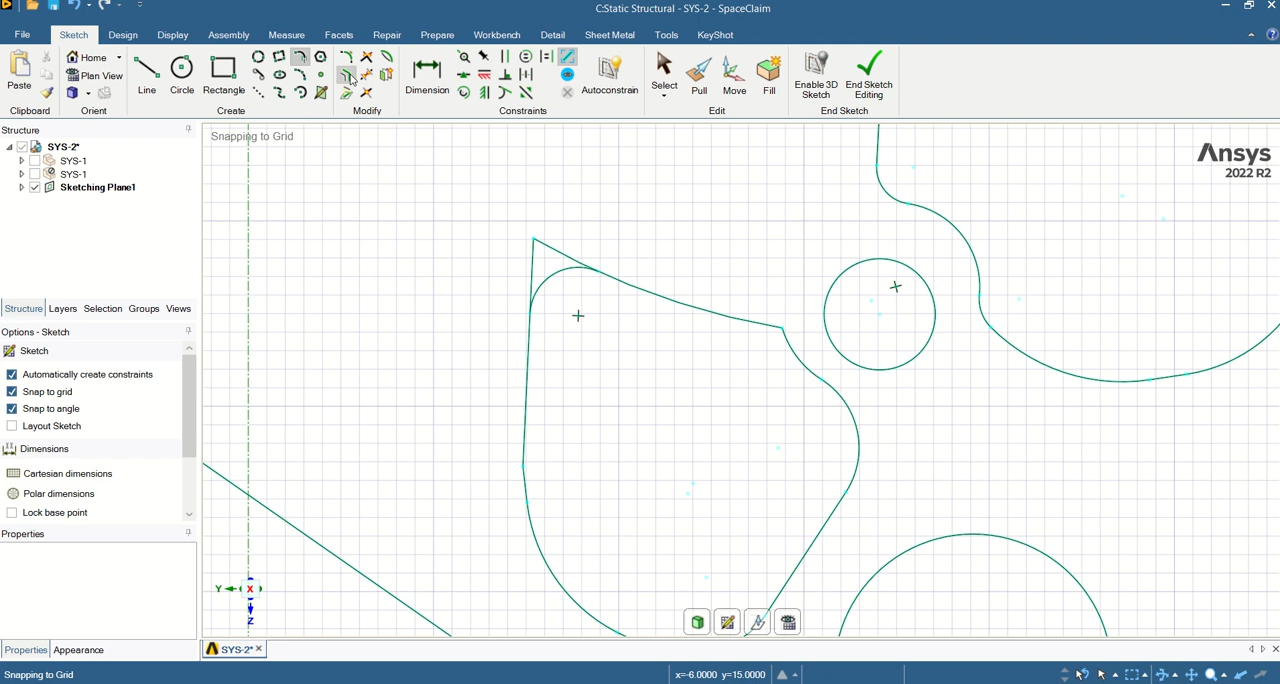 C:Static Structural - SYS-2 - SpaceClaim
File Sketch Design Display Assembly Measure Facets Repair Prepare Workbench Detail Sheet Metal Tools KeyShot
Home
Plan View
Paste Line Circle Rectangle Dimension Autoconstrain Select Pull Move Fill Enable 3D Sketch End Sketch Editing
Clipboard Orient Create Modify Constraints Edit End Sketch
Structure
SYS-2*
SYS-1
SYS-1
Sketching Plane1
Structure Layers Selection Groups Views
Options - Sketch
Sketch
Automatically create constraints
Snap to grid
Snap to angle
Layout Sketch
Dimensions
Cartesian dimensions
Polar dimensions
Lock base point
Properties
Properties Appearance
Snapping to Grid
Ansys
2022 R2
Y X
Z
SYS-2*
Snapping to Grid x=-6.0000 y=15.0000